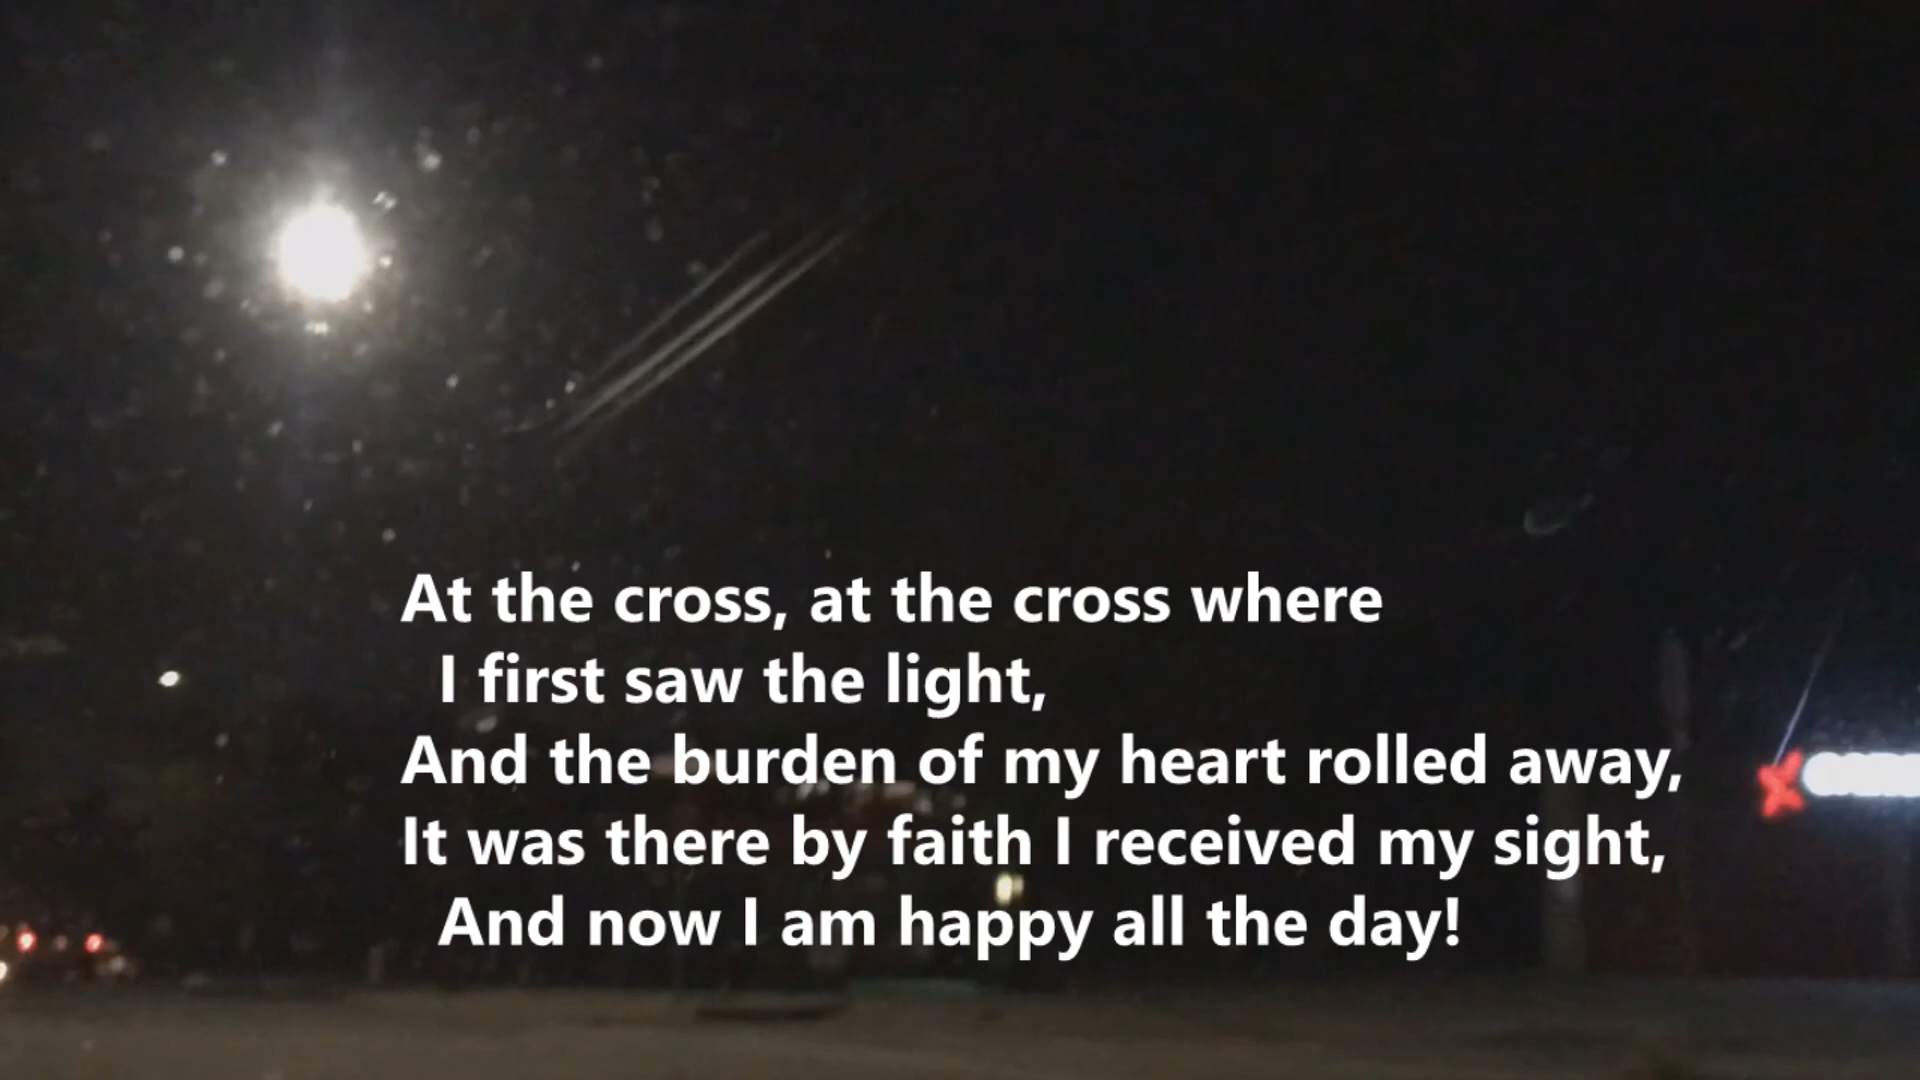 At the cross, at the cross where
I first saw the light,
And the burden of my heart rolled away,
It was there by faith I received my sight,
And now I am happy all the day!